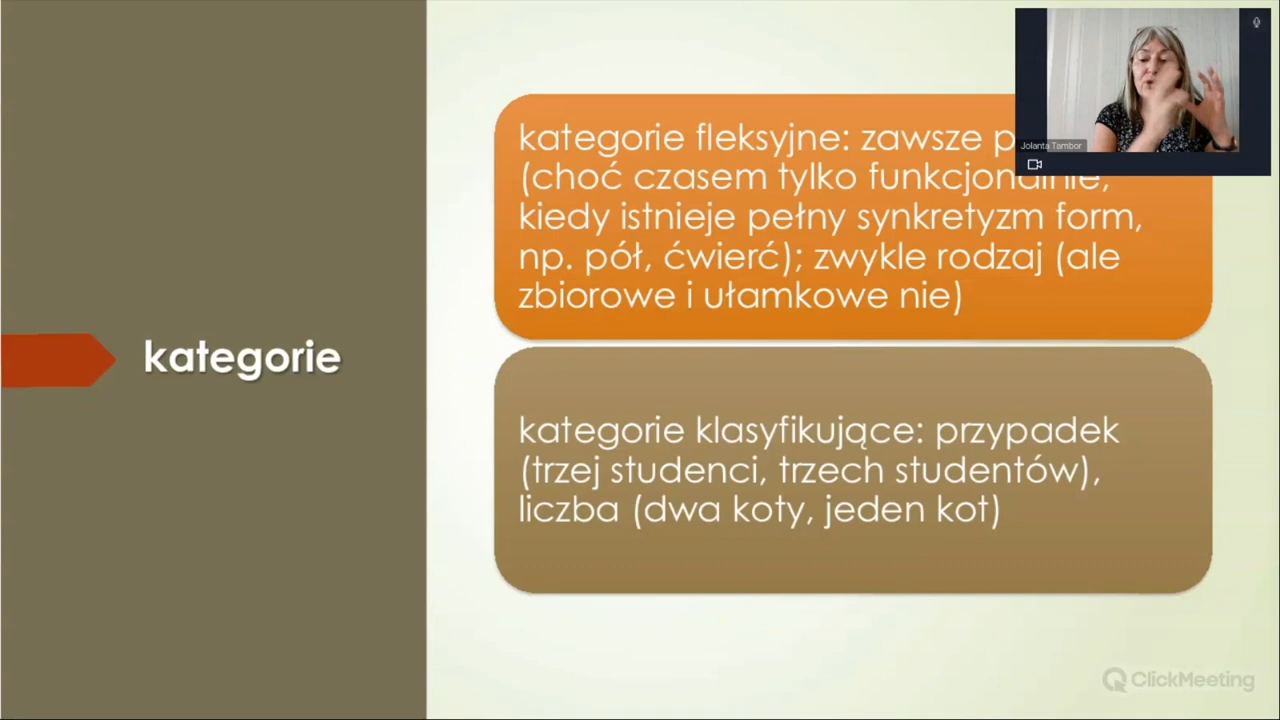 kategorie
kategorie fleksyjne: zawsze
(choć czasem tylko funkcjonalnie,
kiedy istnieje pełny synkretyzm form,
np. pół, ćwierć); zwykle rodzaj (ale
zbiorowe i ułamkowe nie)
kategorie klasyfikujące: przypadek
(trzej studenci, trzech studentów),
liczba (dwa koty, jeden kot)
Jolanta Tambor
ClickMeeting